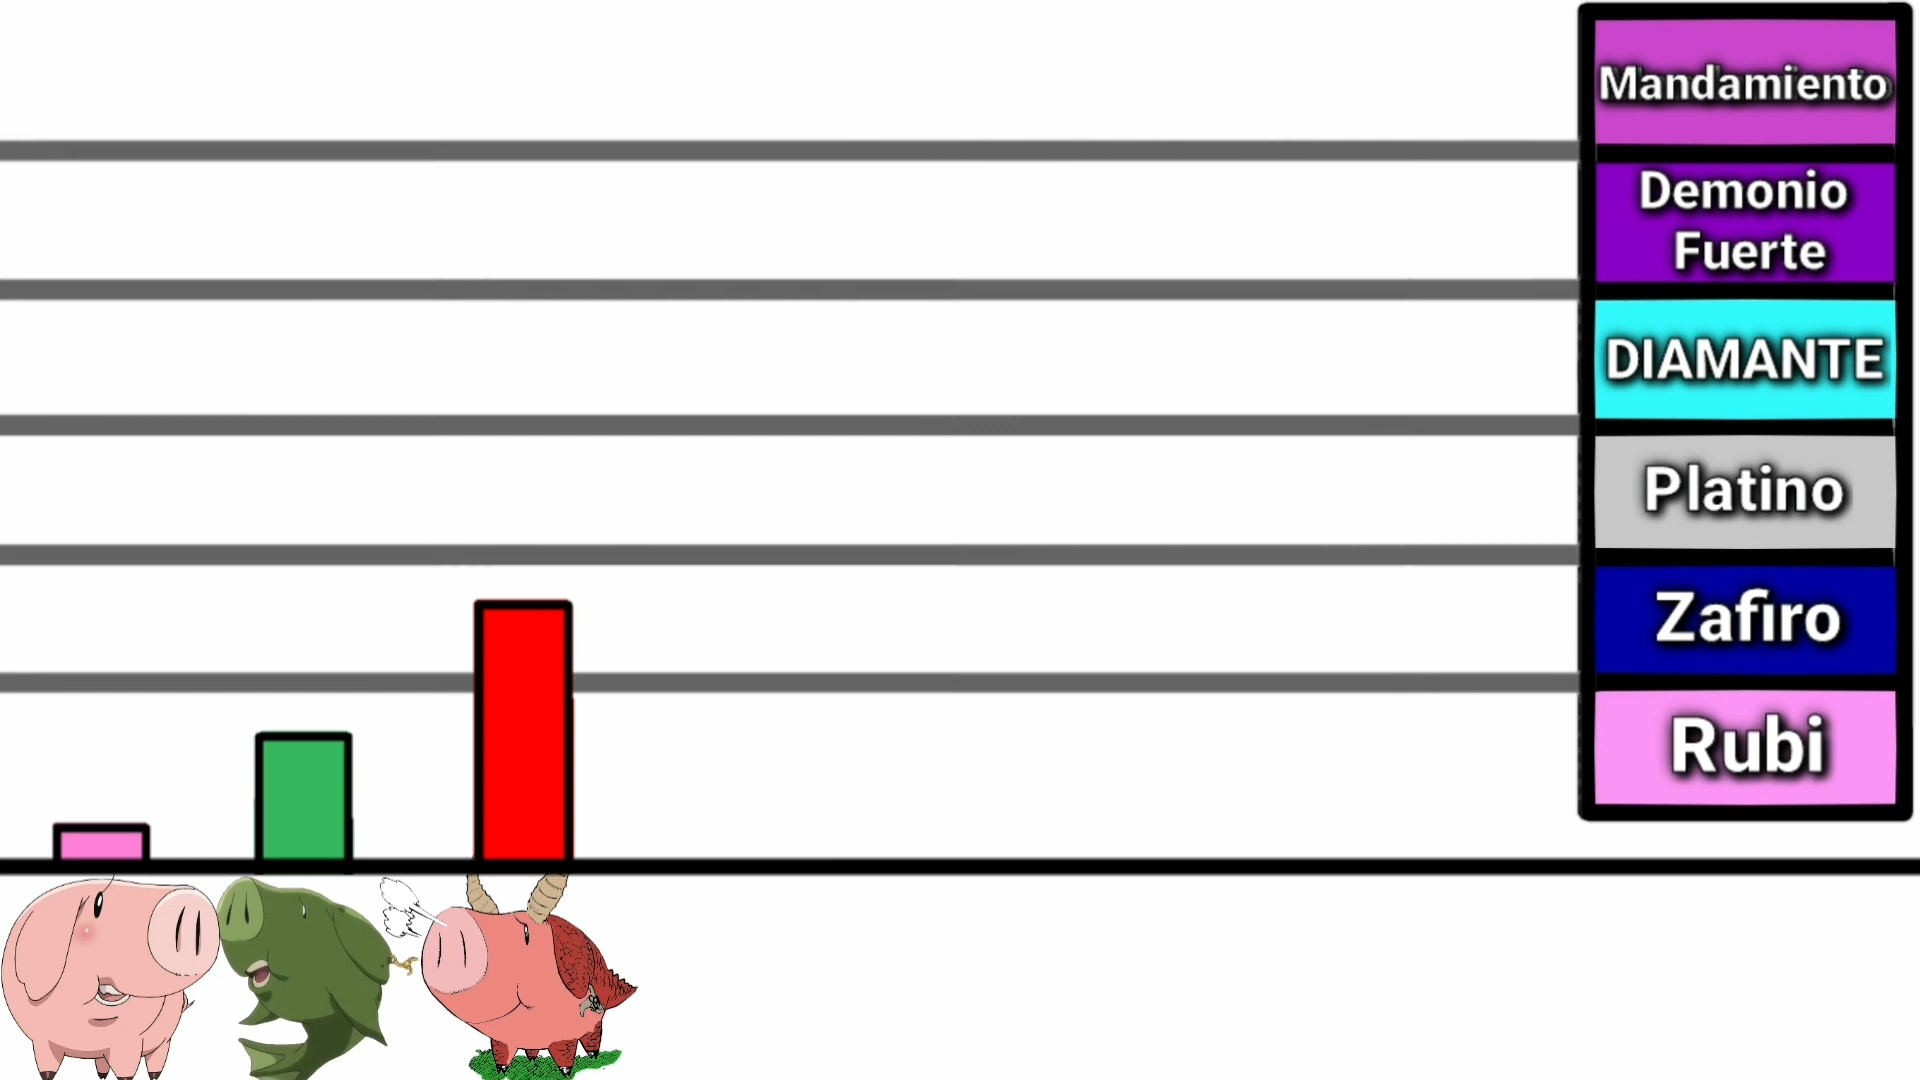 Mandamiento
Demonio
Fuerte
DIAMANTE
Platino
Zafiro
Rubi